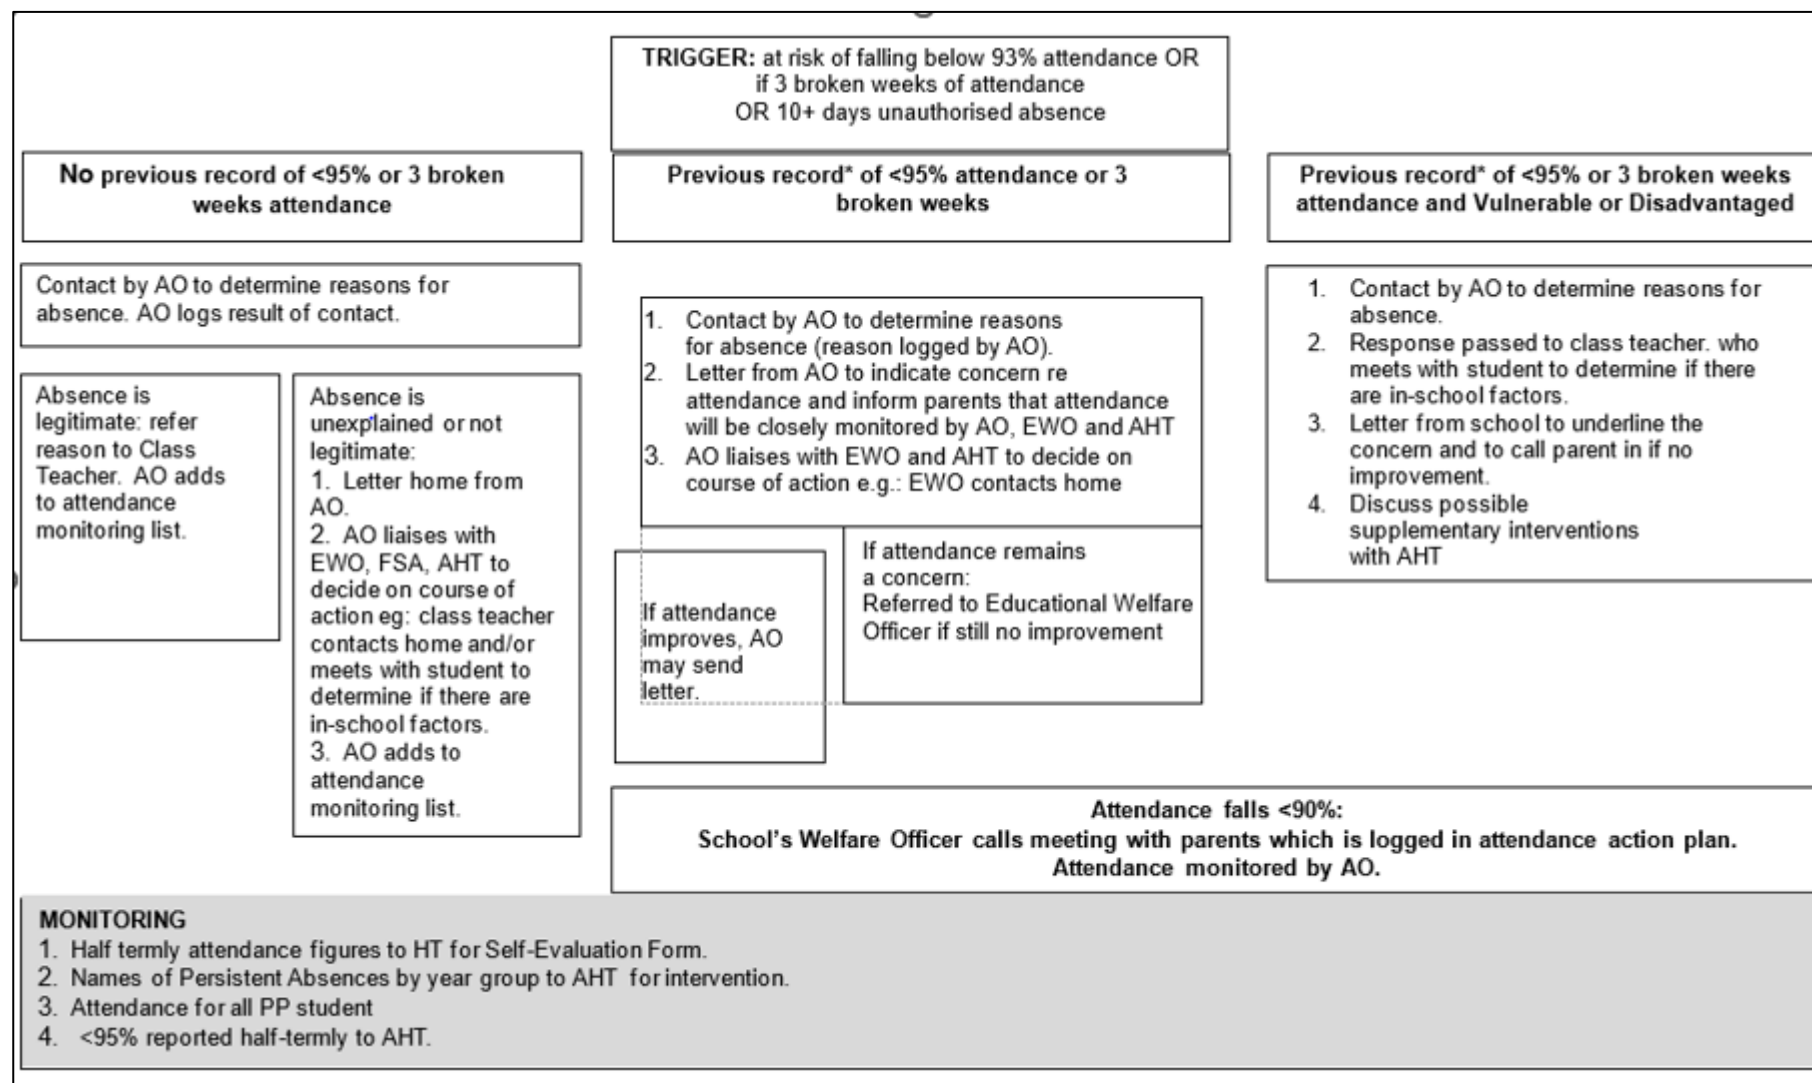 TRIGGER: at risk of falling below 93% attendance OR
if 3 broken weeks of attendance
OR 10+ days unauthorised absence
No previous record of <95% or 3 broken
weeks attendance
Contact by AO to determine reasons for
absence. AO logs result of contact.
Absence is
legitimate: refer
reason to Class
Teacher. AO adds
to attendance
monitoring list.
Absence is
unexplained or not
legitimate:
1. Letter home from
AO.
2. AO liaises with
EWO, FSA, AHT to
decide on course of
action eg: class teacher
contacts home and/or
meets with student to
determine if there are
in-school factors.
3. AO adds to
attendance
monitoring list.
Previous record* of <95% attendance or 3
broken weeks
1. Contact by AO to determine reasons
for absence (reason logged by AO).
2. Letter from AO to indicate concern re
attendance and inform parents that attendance
will be closely monitored by AO, EWO and AHT
3. AO liaises with EWO and AHT to decide on
course of action e.g.: EWO contacts home
If attendance
improves, AO
may send
letter.
If attendance remains
a concern:
Referred to Educational Welfare
Officer if still no improvement
Previous record* of <95% or 3 broken weeks
attendance and Vulnerable or Disadvantaged
1. Contact by AO to determine reasons for
absence.
2. Response passed to class teacher. who
meets with student to determine if there
are in-school factors.
3. Letter from school to underline the
concern and to call parent in if no
improvement.
4. Discuss possible
supplementary interventions
with AHT
Attendance falls <90%:
School's Welfare Officer calls meeting with parents which is logged in attendance action plan.
Attendance monitored by AO.
MONITORING
1. Half termly attendance figures to HT for Self-Evaluation Form.
2. Names of Persistent Absences by year group to AHT for intervention.
3. Attendance for all PP student
4. <95% reported half-termly to AHT.